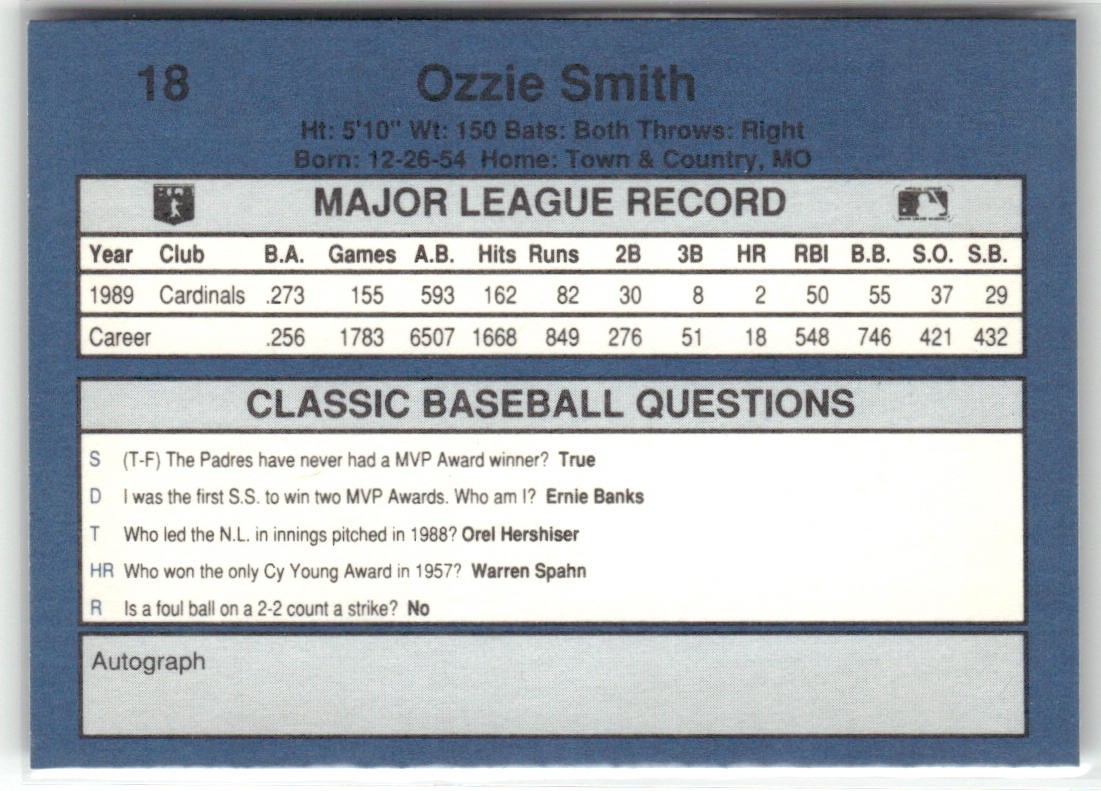 18 Ozzie Smith
Ht: 5'10" Wt: 150 Bats: Both Throws: Right
Born: 12-26-54 Home: Town & Country, MO
MAJOR LEAGUE RECORD
Year Club B.A. Games A.B. Hits Runs 2B 3B HR RBI B.B. S.O. S.B.
1989 Cardinals .273 155 593 162 82 30 8 2 50 55 37 29
Career .256 1783 6507 1668 849 276 51 18 548 746 421 432
CLASSIC BASEBALL QUESTIONS
S (T-F) The Padres have never had a MVP Award winner? True
D I was the first S.S. to win two MVP Awards. Who am I? Ernie Banks
T Who led the N.L. in innings pitched in 1988? Orel Hershiser
HR Who won the only Cy Young Award in 1957? Warren Spahn
R Is a foul ball on a 2-2 count a strike? No
Autograph